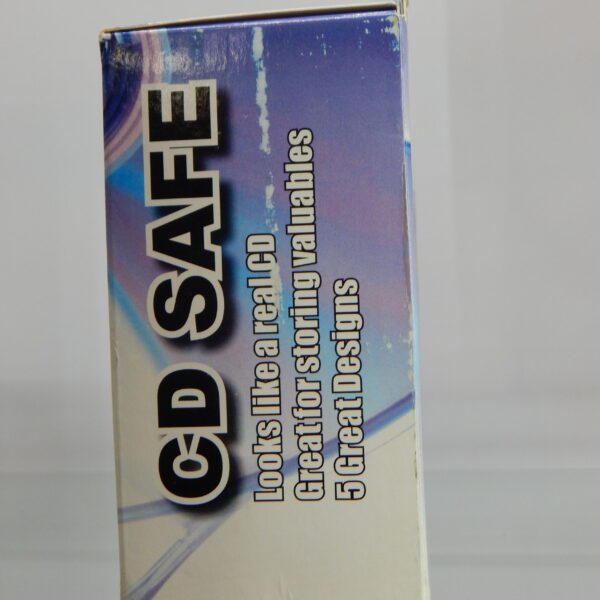 CD SAFE
Looks like a real CD
Great for storing valuables
5 Great Designs